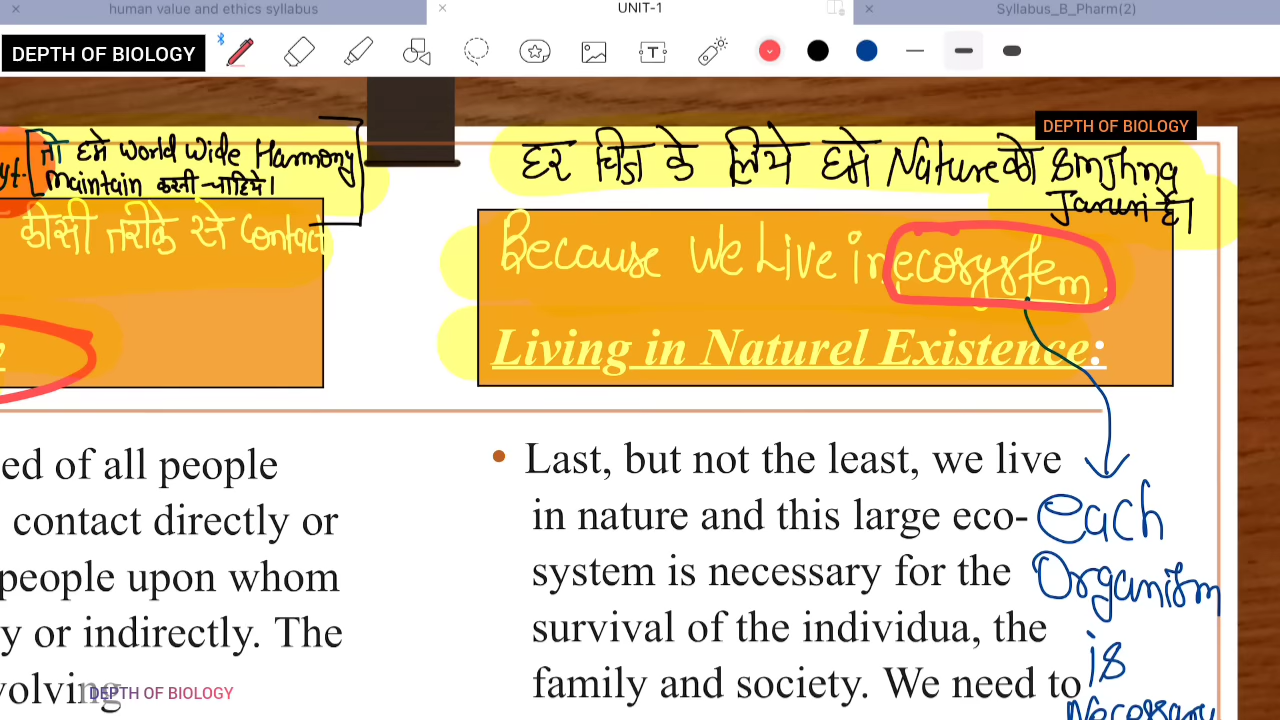 human value and ethics syllabus
UNIT-1
Syllabus_B_Pharm(2)
DEPTH OF BIOLOGY
DEPTH OF BIOLOGY
तो हमे World Wide Harmony
maintain करनी चाहिये।
कीसी तरीके से Contact
ed of all people
contact directly or
people upon whom
y or indirectly. The
volving
DEPTH OF BIOLOGY
हर चिज के लिये हमे Nature को
Jaruri है।
Because We Live in ecosystem.
Living in Naturel Existence:
• Last, but not the least, we live
in nature and this large eco-
system is necessary for the
survival of the individua, the
family and society. We need to
each
Organism
is
Necessary